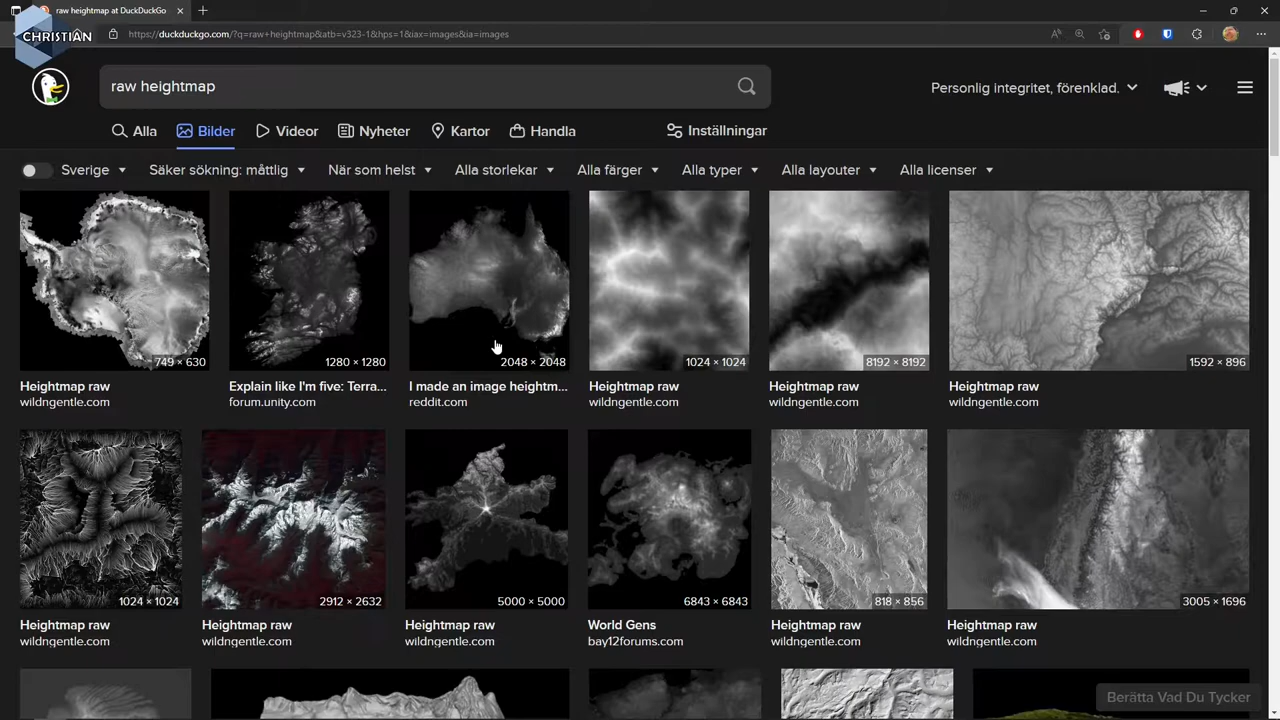 raw heightmap at DuckDuckGo
CHRISTIAN
https://duckduckgo.com/?q=raw+heightmap&atb=v323-1&hps=1&iax=images&ia=images
raw heightmap
Personlig integritet, förenklad.
Alla Bilder Videor Nyheter Kartor Handla Inställningar
Sverige Säker sökning: måttlig När som helst Alla storlekar Alla färger Alla typer Alla layouter Alla licenser
749 × 630 1280 × 1280 2048 × 2048 1024 × 1024 8192 × 8192 1592 × 896
Heightmap raw Explain like I'm five: Terra... I made an image heightm... Heightmap raw Heightmap raw Heightmap raw
wildngentle.com forum.unity.com reddit.com wildngentle.com wildngentle.com wildngentle.com
1024 × 1024 2912 × 2632 5000 × 5000 6843 × 6843 818 × 856 3005 × 1696
Heightmap raw Heightmap raw Heightmap raw World Gens Heightmap raw Heightmap raw
wildngentle.com wildngentle.com wildngentle.com bay12forums.com wildngentle.com wildngentle.com
Berätta Vad Du Tycker